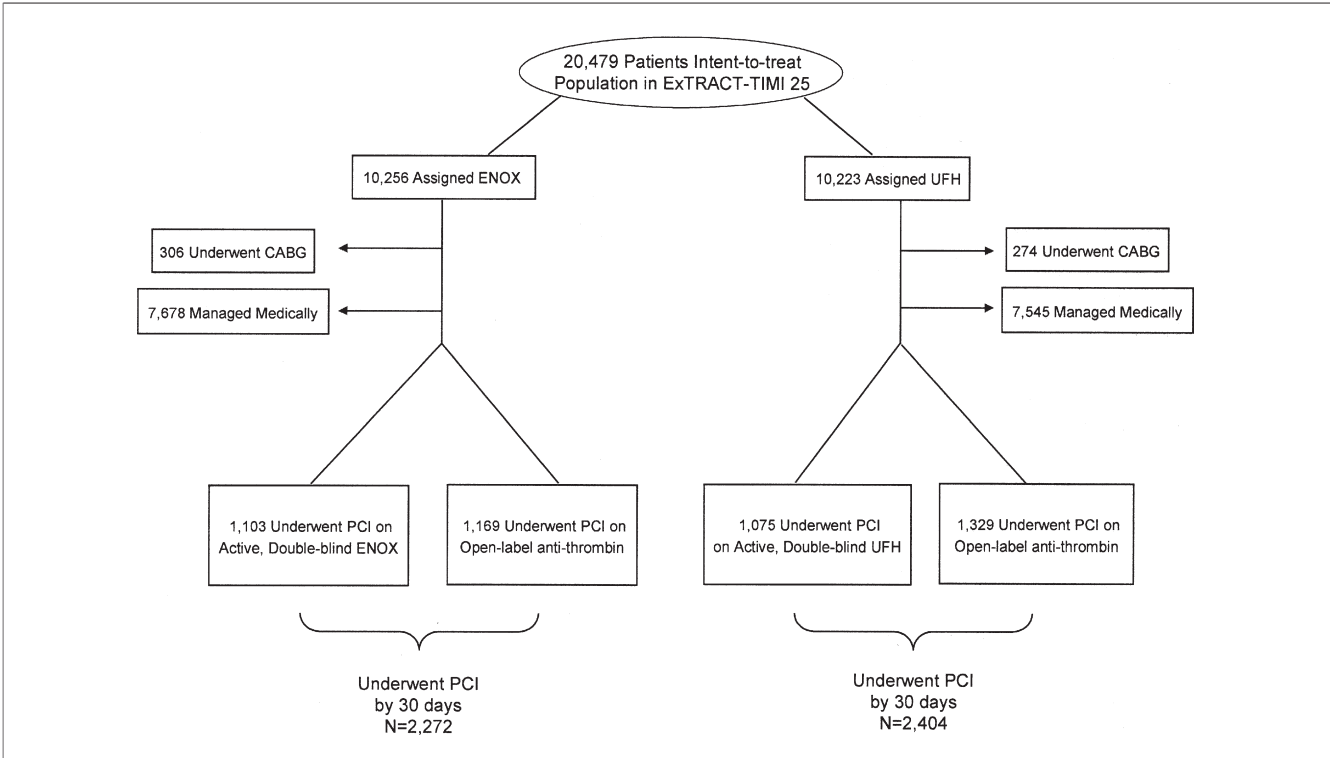 20,479 Patients Intent-to-treat
Population in ExTRACT-TIMI 25
10,256 Assigned ENOX
10,223 Assigned UFH
306 Underwent CABG
274 Underwent CABG
7,678 Managed Medically
7,545 Managed Medically
1,103 Underwent PCI on
Active, Double-blind ENOX
1,169 Underwent PCI on
Open-label anti-thrombin
1,075 Underwent PCI
on Active, Double-blind UFH
1,329 Underwent PCI on
Open-label anti-thrombin
Underwent PCI
by 30 days
N=2,272
Underwent PCI
by 30 days
N=2,404